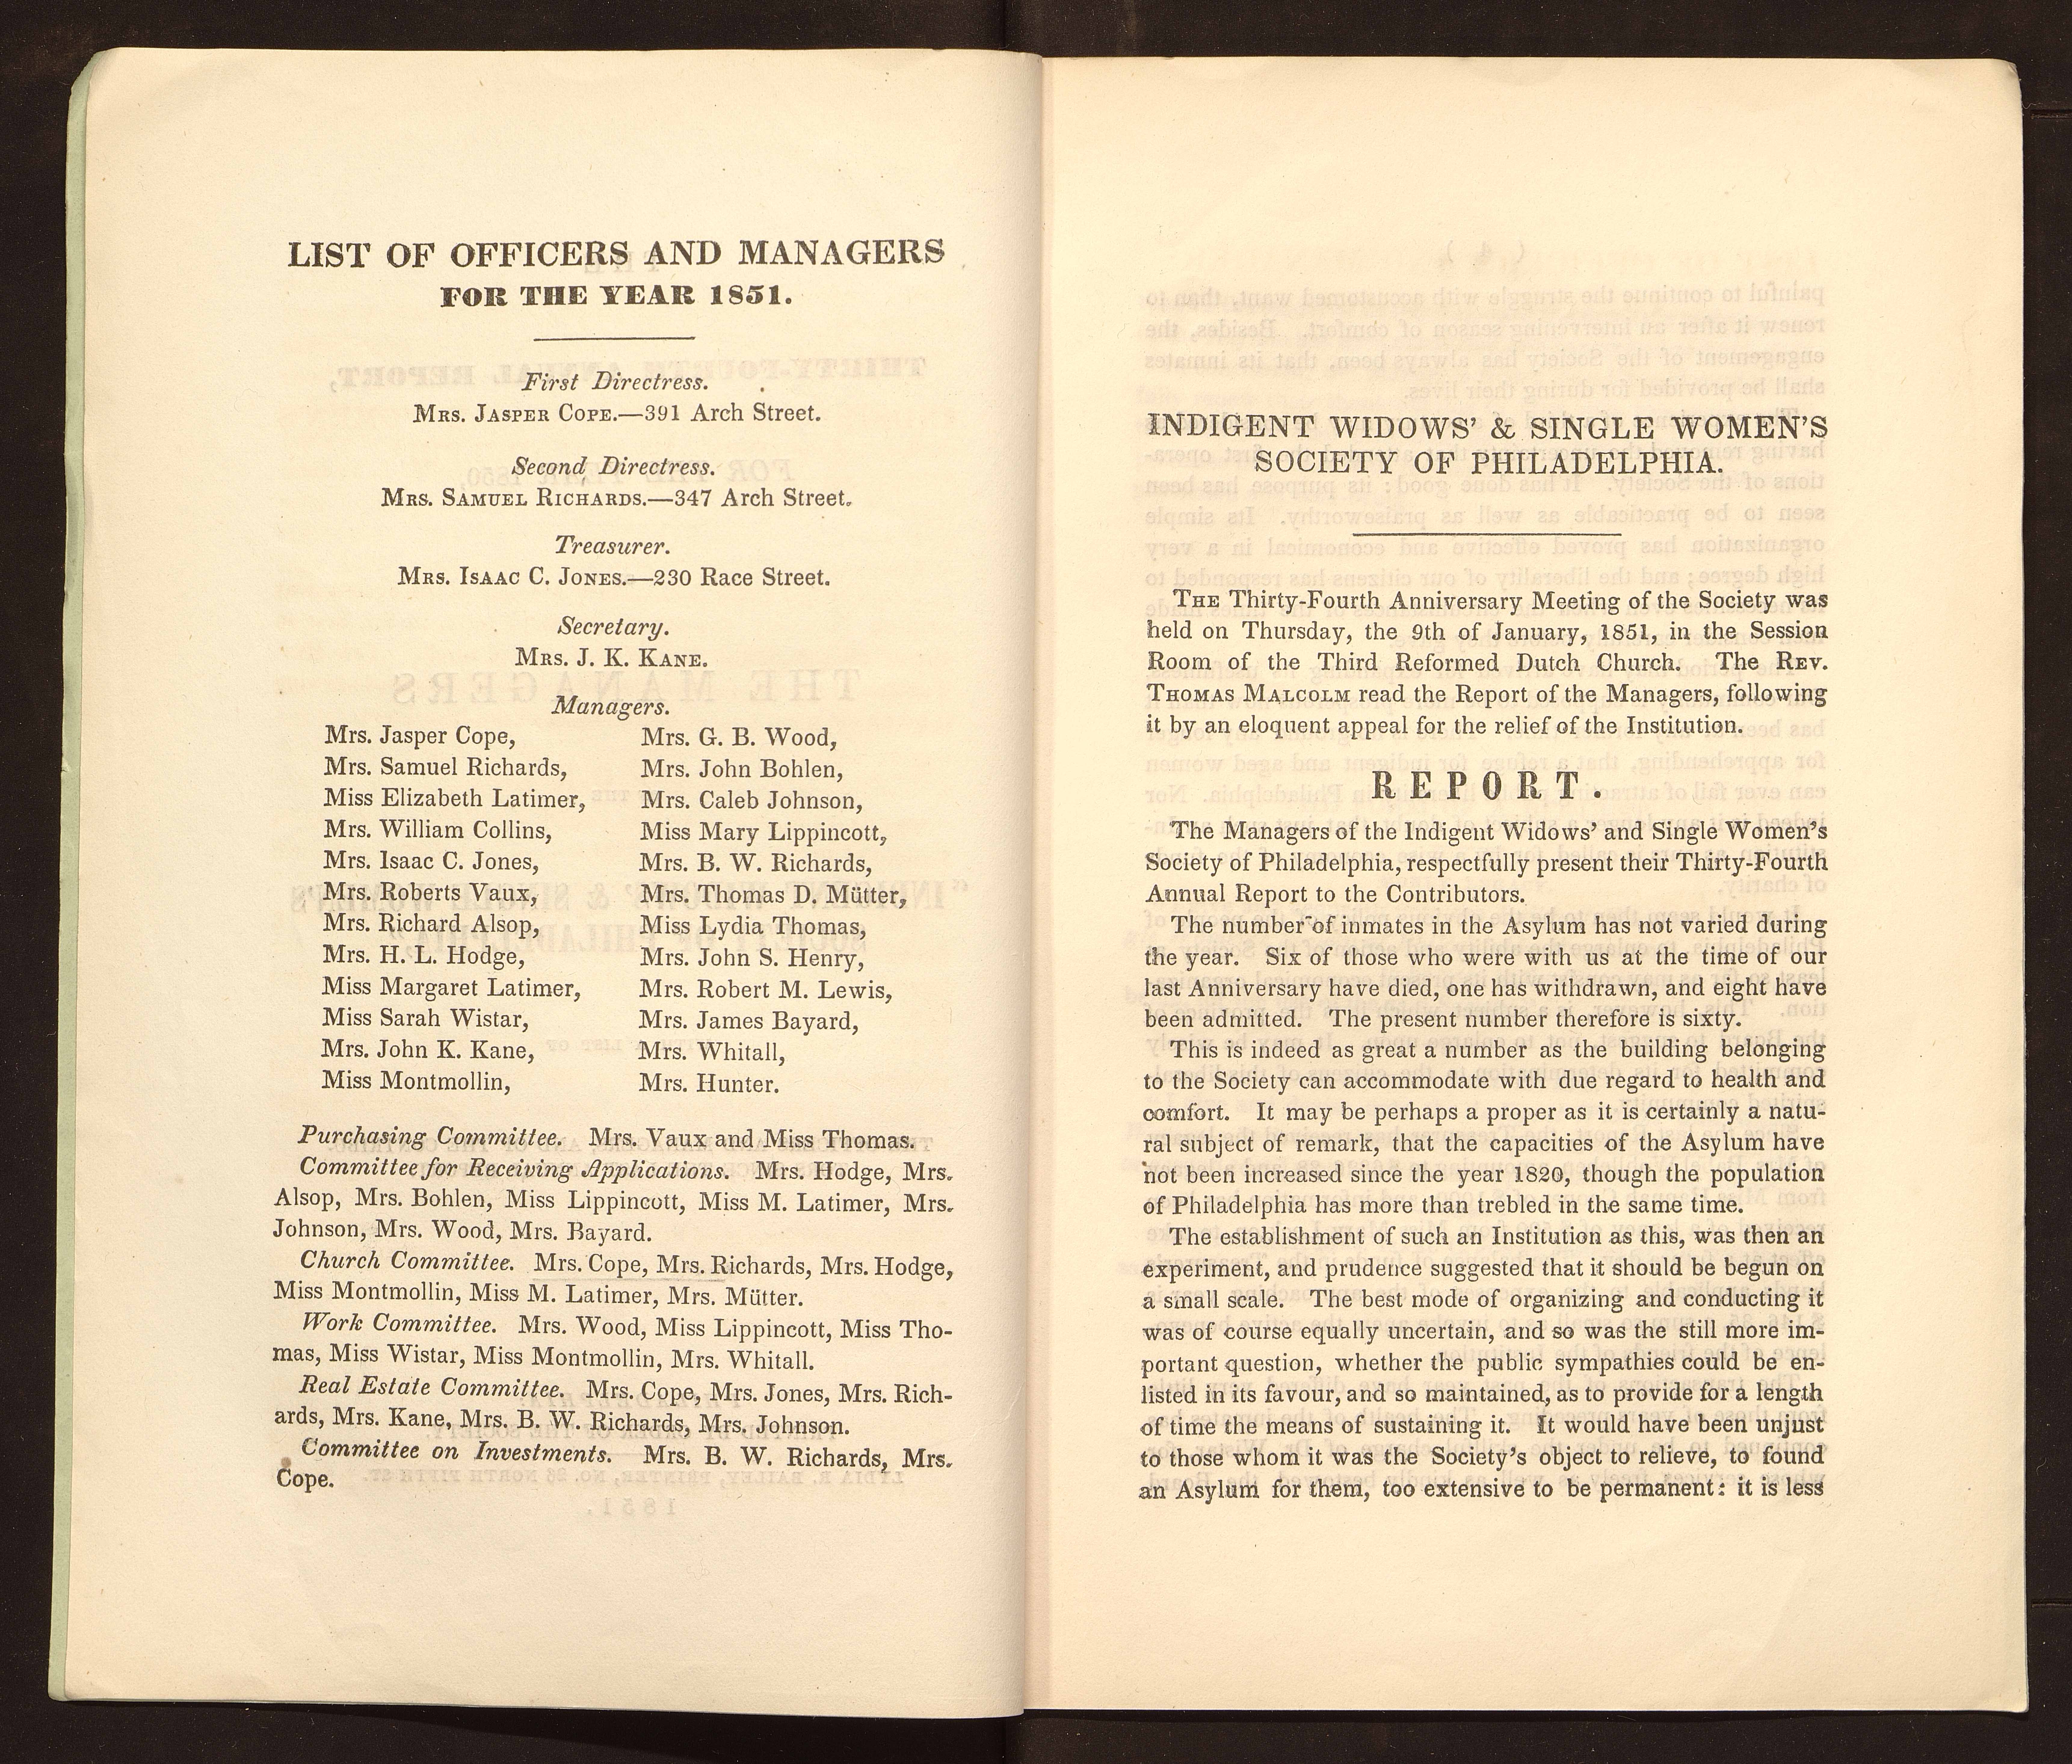 LIST OF OFFICERS AND MANAGERS
FOR THE YEAR 1851.
First Directress.
Mrs. Jasper Cope.—391 Arch Street.
Second Directress.
Mrs. Samuel Richards.—347 Arch Street.
Treasurer.
Mrs. Isaac C. Jones.—230 Race Street.
Secretary.
Mrs. J. K. Kane.
Managers.
Mrs. Jasper Cope,
Mrs. Samuel Richards,
Miss Elizabeth Latimer,
Mrs. William Collins,
Mrs. Isaac C. Jones,
Mrs. Roberts Vaux,
Mrs. Richard Alsop,
Mrs. H. L. Hodge,
Miss Margaret Latimer,
Miss Sarah Wistar,
Mrs. John K. Kane,
Miss Montmollin,
Mrs. G. B. Wood,
Mrs. John Bohlen,
Mrs. Caleb Johnson,
Miss Mary Lippincott,
Mrs. B. W. Richards,
Mrs. Thomas D. Mütter,
Miss Lydia Thomas,
Mrs. John S. Henry,
Mrs. Robert M. Lewis,
Mrs. James Bayard,
Mrs. Whitall,
Mrs. Hunter.
Purchasing Committee. Mrs. Vaux and Miss Thomas.
Committee for Receiving Applications. Mrs. Hodge, Mrs.
Alsop, Mrs. Bohlen, Miss Lippincott, Miss M. Latimer, Mrs.
Johnson, Mrs. Wood, Mrs. Bayard.
Church Committee. Mrs. Cope, Mrs. Richards, Mrs. Hodge,
Miss Montmollin, Miss M. Latimer, Mrs. Mütter.
Work Committee. Mrs. Wood, Miss Lippincott, Miss Tho-
mas, Miss Wistar, Miss Montmollin, Mrs. Whitall.
Real Estate Committee. Mrs. Cope, Mrs. Jones, Mrs. Rich-
ards, Mrs. Kane, Mrs. B. W. Richards, Mrs. Johnson.
Committee on Investments. Mrs. B. W. Richards, Mrs.
Cope.
INDIGENT WIDOWS' & SINGLE WOMEN'S
SOCIETY OF PHILADELPHIA.
The Thirty-Fourth Anniversary Meeting of the Society was
held on Thursday, the 9th of January, 1851, in the Session
Room of the Third Reformed Dutch Church. The Rev.
Thomas Malcolm read the Report of the Managers, following
it by an eloquent appeal for the relief of the Institution.
REPORT.
The Managers of the Indigent Widows' and Single Women's
Society of Philadelphia, respectfully present their Thirty-Fourth
Annual Report to the Contributors.
The number of inmates in the Asylum has not varied during
the year. Six of those who were with us at the time of our
last Anniversary have died, one has withdrawn, and eight have
been admitted. The present number therefore is sixty.
This is indeed as great a number as the building belonging
to the Society can accommodate with due regard to health and
comfort. It may be perhaps a proper as it is certainly a natu-
ral subject of remark, that the capacities of the Asylum have
not been increased since the year 1820, though the population
of Philadelphia has more than trebled in the same time.
The establishment of such an Institution as this, was then an
experiment, and prudence suggested that it should be begun on
a small scale. The best mode of organizing and conducting it
was of course equally uncertain, and so was the still more im-
portant question, whether the public sympathies could be en-
listed in its favour, and so maintained, as to provide for a length
of time the means of sustaining it. It would have been unjust
to those whom it was the Society's object to relieve, to found
an Asylum for them, too extensive to be permanent: it is less